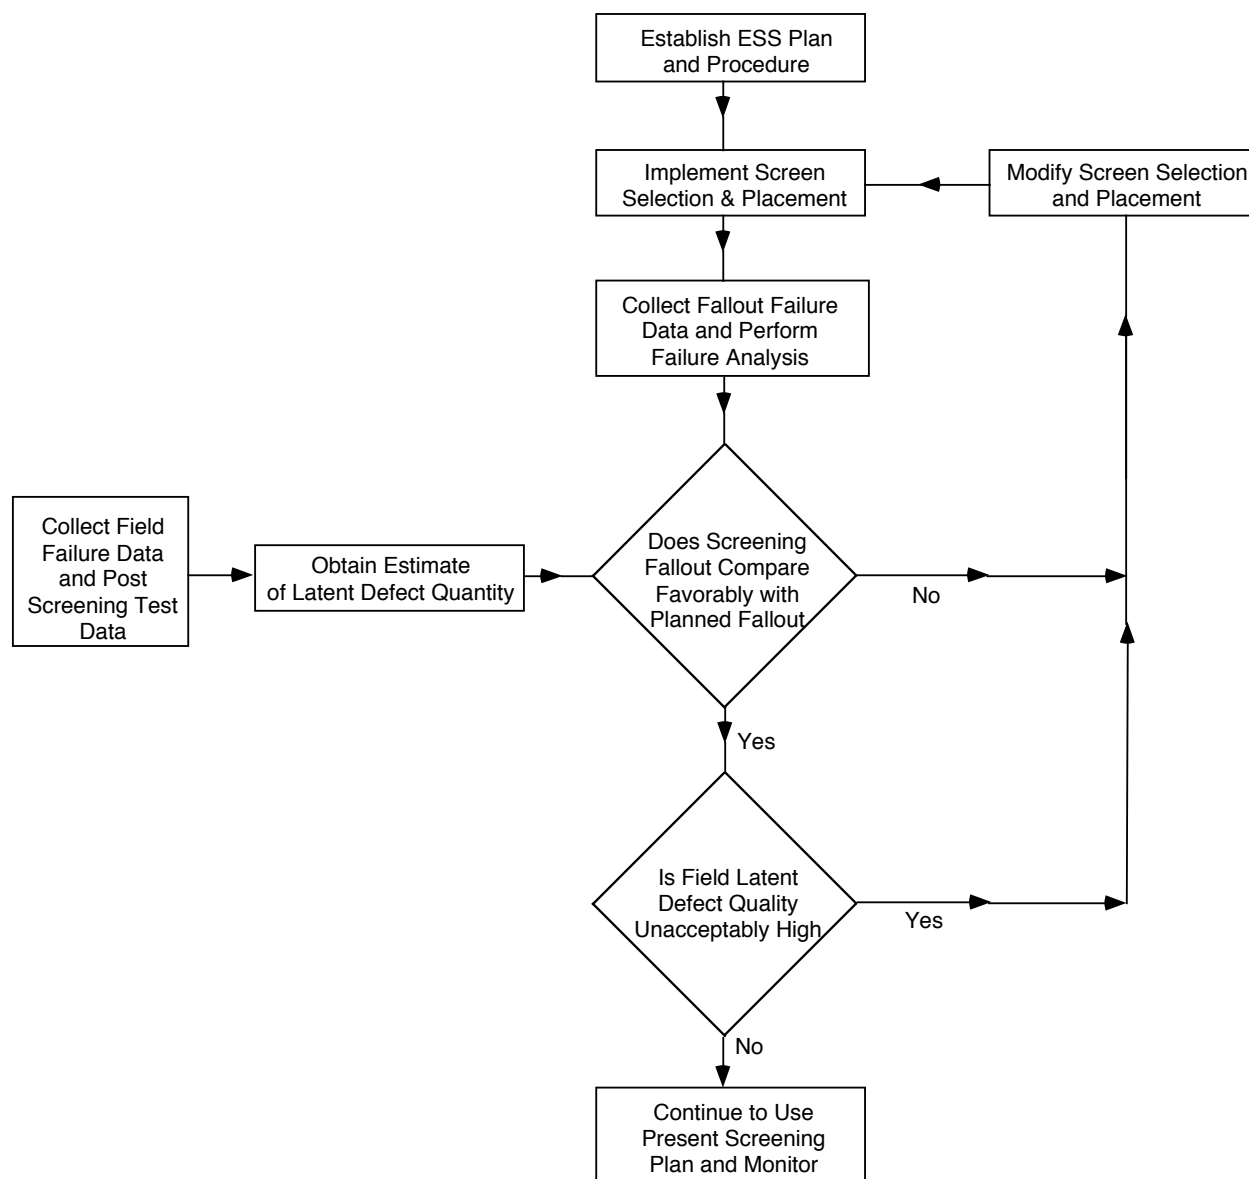 Establish ESS Plan
and Procedure
Implement Screen
Selection & Placement
Modify Screen Selection
and Placement
Collect Fallout Failure
Data and Perform
Failure Analysis
Collect Field
Failure Data
and Post
Screening Test
Data
Obtain Estimate
of Latent Defect Quantity
Does Screening
Fallout Compare
Favorably with
Planned Fallout
No
Yes
Is Field Latent
Defect Quality
Unacceptably High
Yes
No
Continue to Use
Present Screening
Plan and Monitor